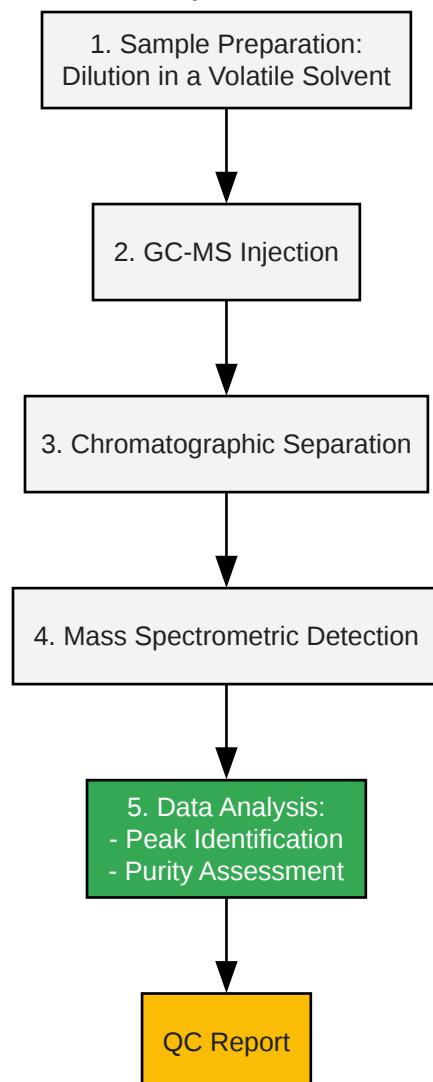 1. Sample Preparation:
Dilution in a Volatile Solvent
2. GC-MS Injection
3. Chromatographic Separation
4. Mass Spectrometric Detection
5. Data Analysis:
- Peak Identification
- Purity Assessment
QC Report